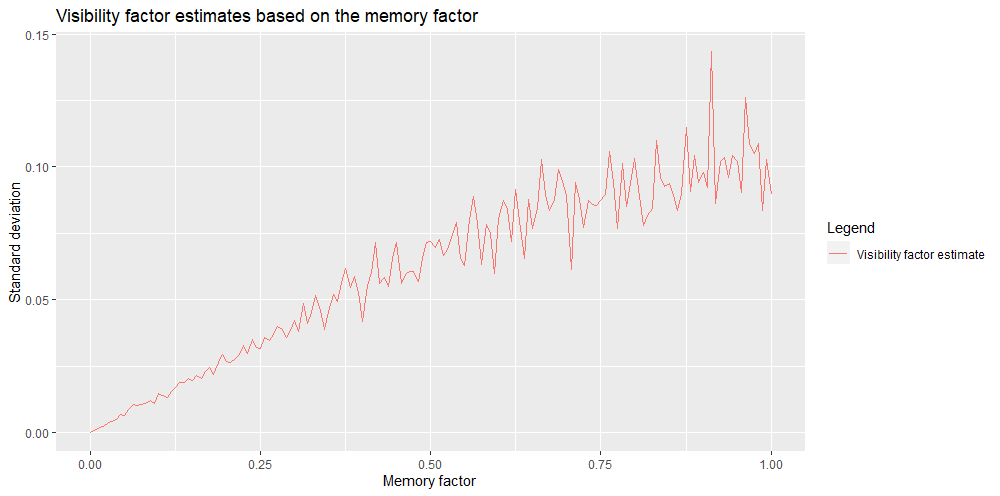 Visibility factor estimates based on the memory factor
0.15
0.10
0.05
0.00
Standard deviation
0.00 0.25 0.50 0.75 1.00
Memory factor
Legend
Visibility factor estimate